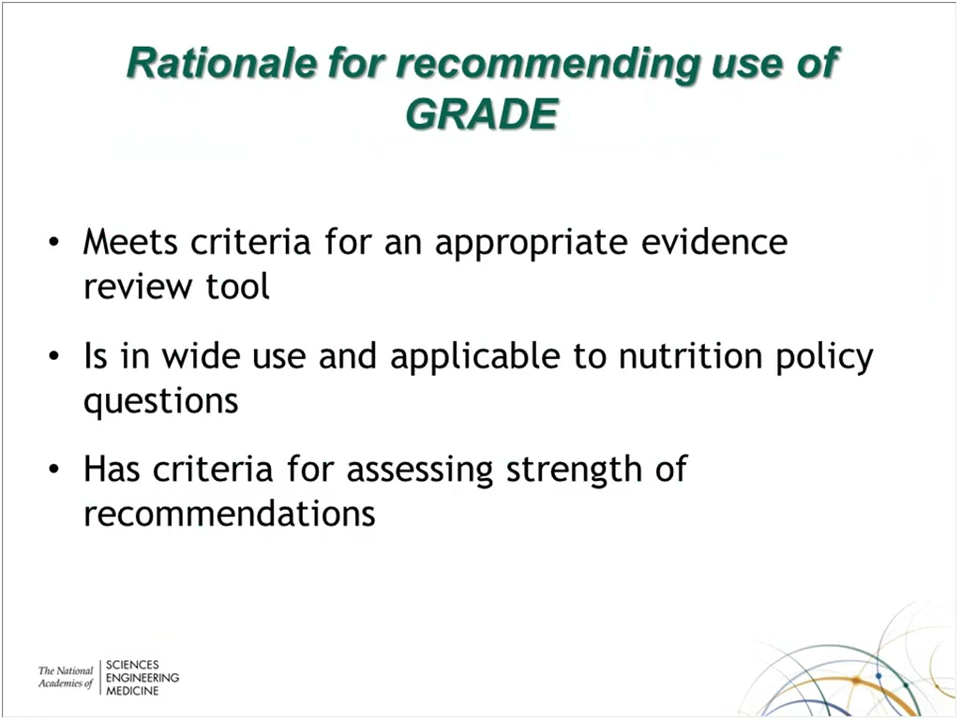 Rationale for recommending use of
GRADE
• Meets criteria for an appropriate evidence
review tool
• Is in wide use and applicable to nutrition policy
questions
• Has criteria for assessing strength of
recommendations
The National
Academies of
SCIENCES
ENGINEERING
MEDICINE